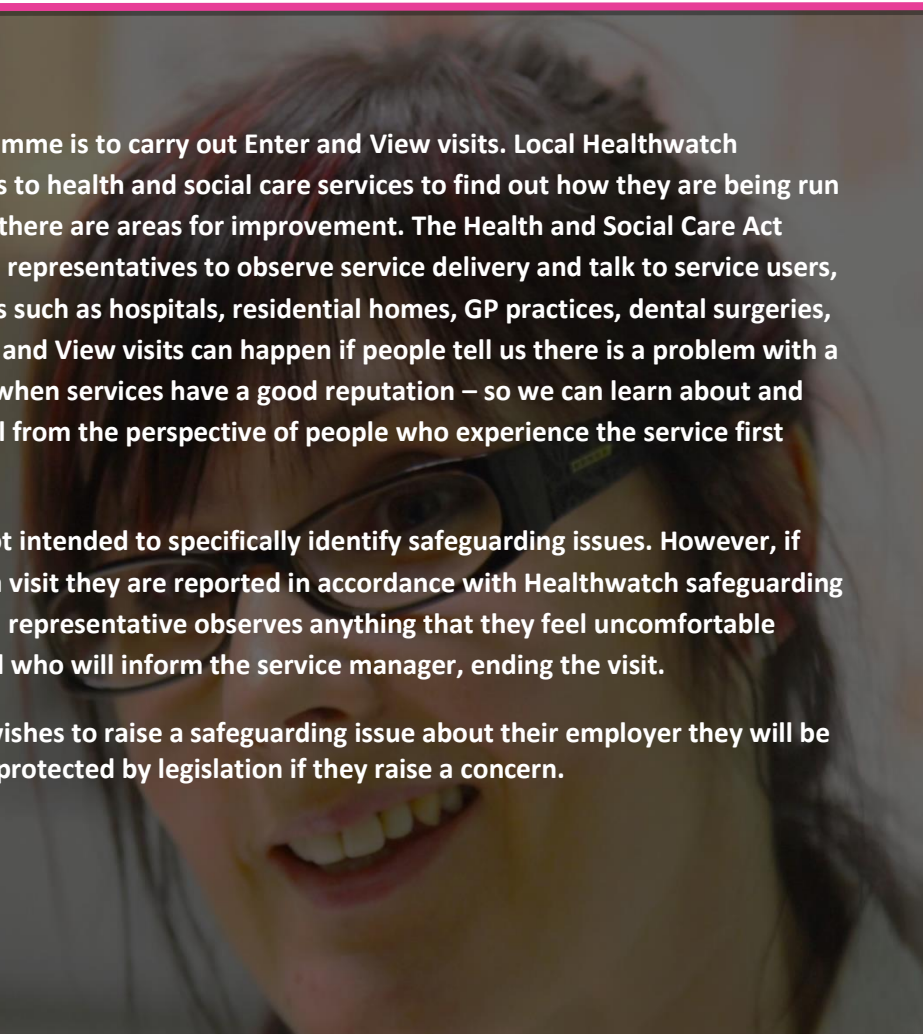 mme is to carry out Enter and View visits. Local Healthwatch
s to health and social care services to find out how they are being run
there are areas for improvement. The Health and Social Care Act
representatives to observe service delivery and talk to service users,
s such as hospitals, residential homes, GP practices, dental surgeries,
and View visits can happen if people tell us there is a problem with a
when services have a good reputation – so we can learn about and
l from the perspective of people who experience the service first
t intended to specifically identify safeguarding issues. However, if
visit they are reported in accordance with Healthwatch safeguarding
representative observes anything that they feel uncomfortable
l who will inform the service manager, ending the visit.
wishes to raise a safeguarding issue about their employer they will be
protected by legislation if they raise a concern.